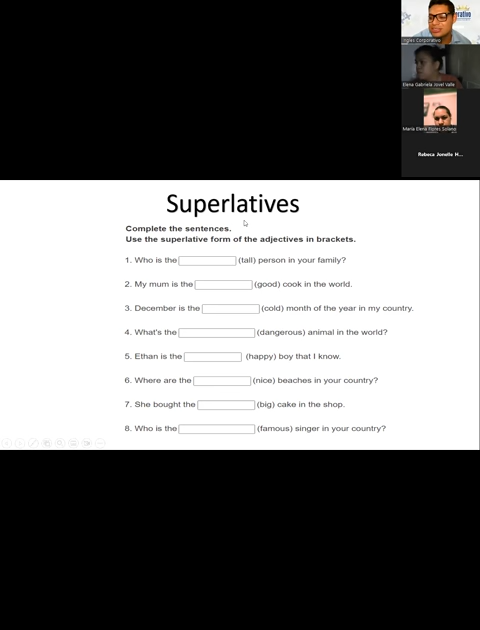 erativo
Ingles Corporativo
Elena Gabriela Jovel Valle
Maria Elena Flores Solano
Rebeca Jonello H...
Superlatives
Complete the sentences.
Use the superlative form of the adjectives in brackets.
1. Who is the (tall) person in your family?
2. My mum is the (good) cook in the world.
3. December is the (cold) month of the year in my country.
4. What's the (dangerous) animal in the world?
5. Ethan is the (happy) boy that I know.
6. Where are the (nice) beaches in your country?
7. She bought the (big) cake in the shop.
8. Who is the (famous) singer in your country?